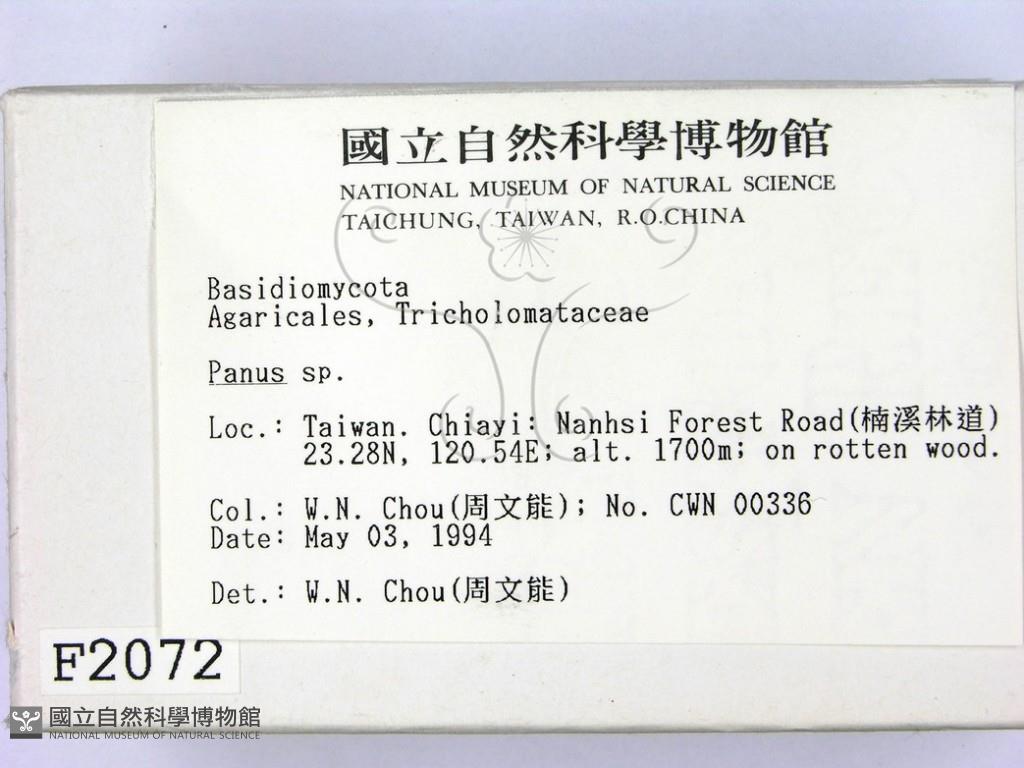 國立自然科學博物館
NATIONAL MUSEUM OF NATURAL SCIENCE
TAICHUNG, TAIWAN, R.O.CHINA
Basidiomycota
Agaricales, Tricholomataceae
Panus sp.
Loc.: Taiwan. Chiayi: Nanhsi Forest Road(楠溪林道)
23.28N, 120.54E; alt. 1700m; on rotten wood.
Col.: W.N. Chou(周文能); No. CWN 00336
Date: May 03, 1994
Det.: W.N. Chou(周文能)
F2072
國立自然科學博物館
NATIONAL MUSEUM OF NATURAL SCIENCE